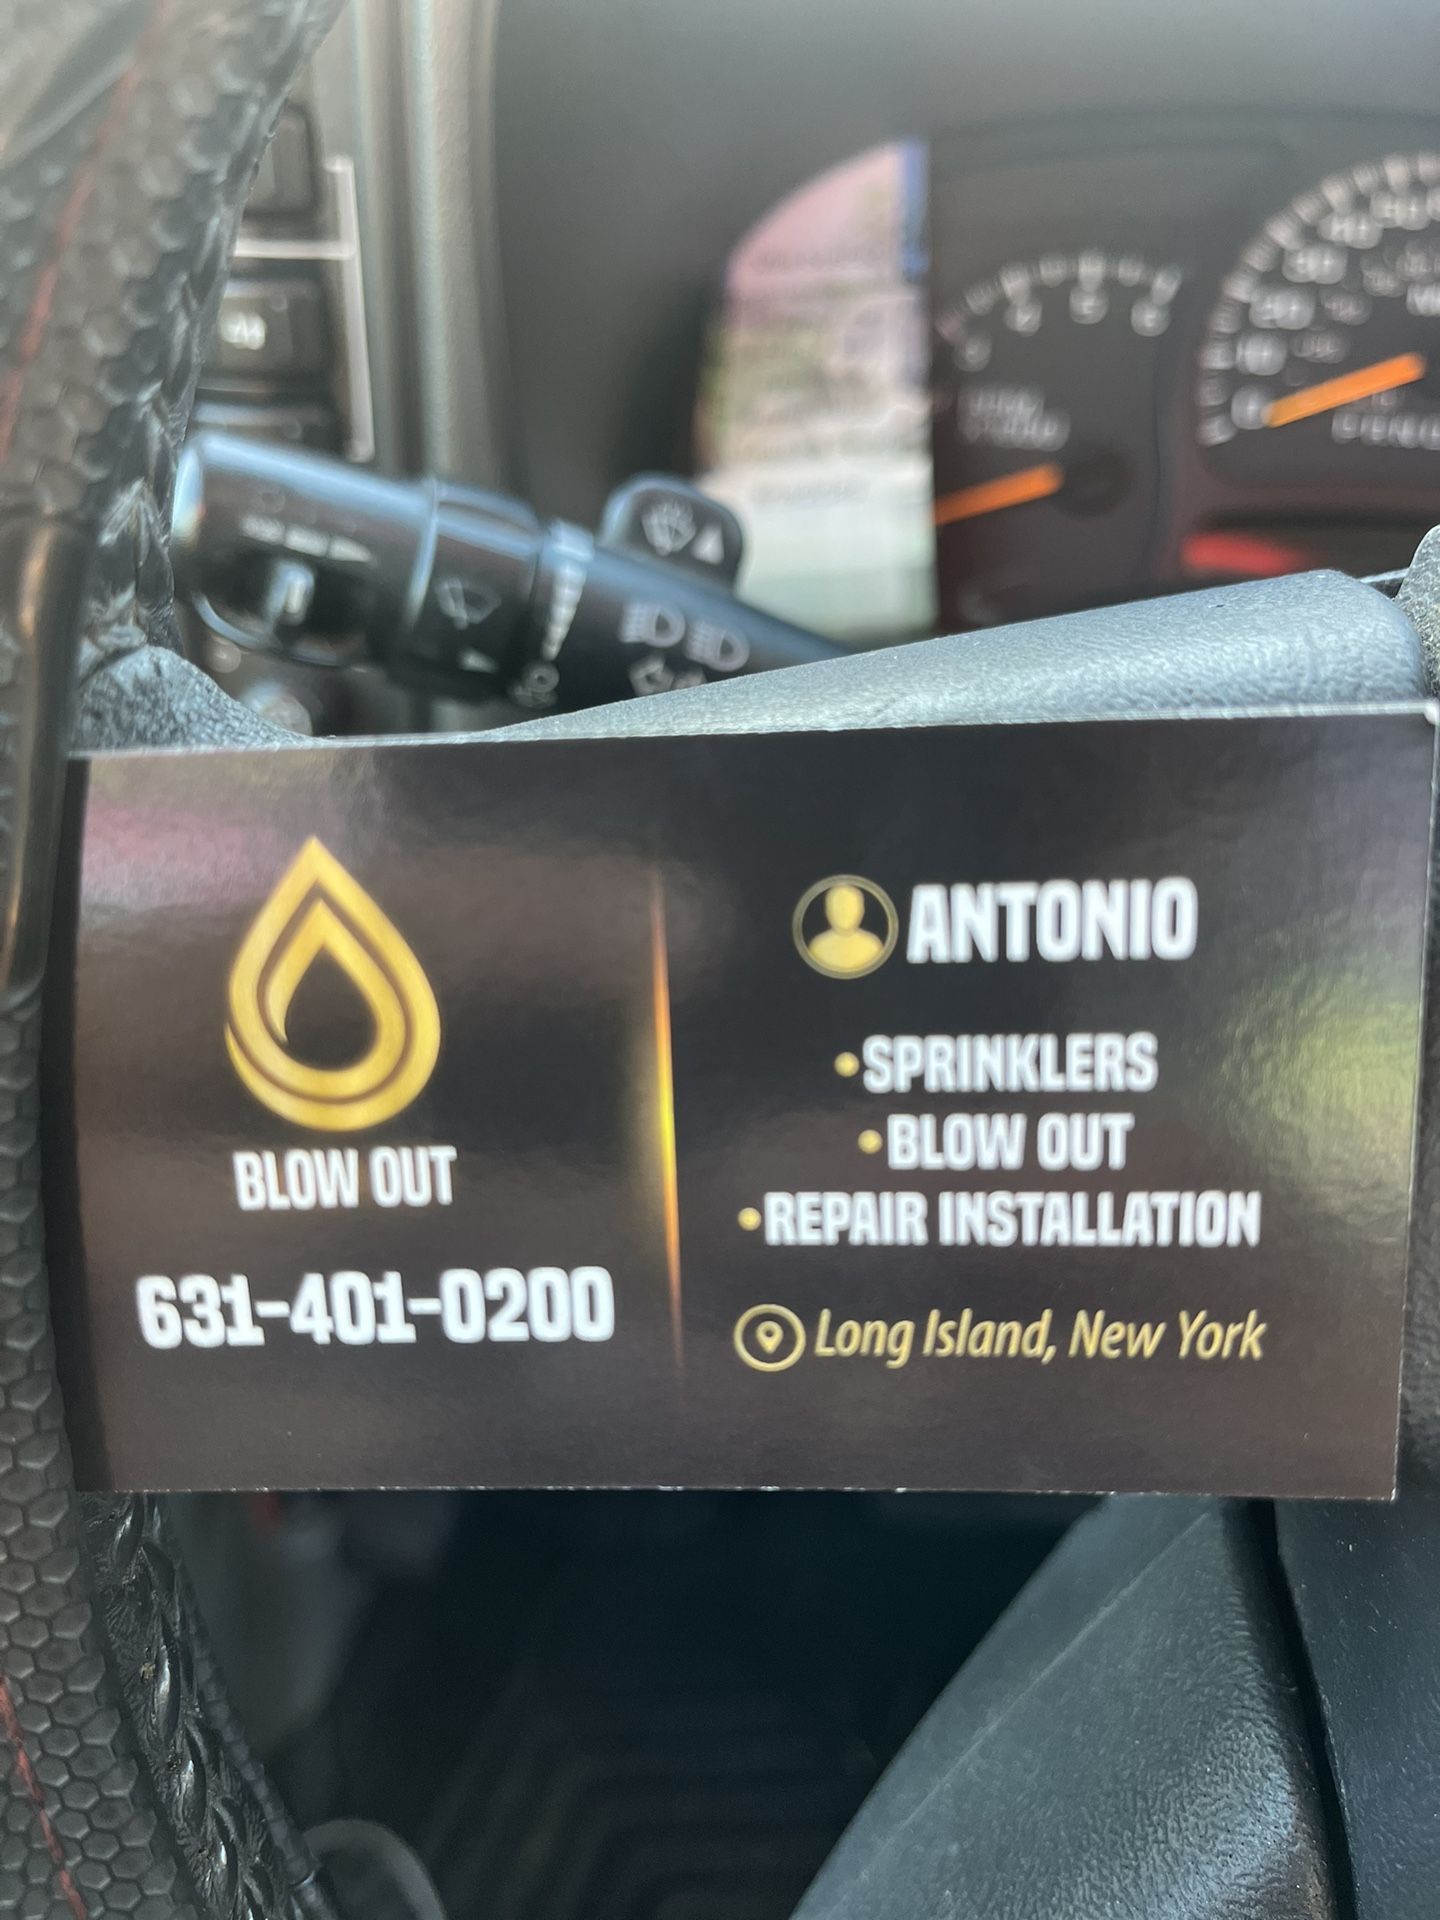 BLOW OUT
631-401-0200
ANTONIO
•SPRINKLERS
•BLOW OUT
•REPAIR INSTALLATION
Long Island, New York